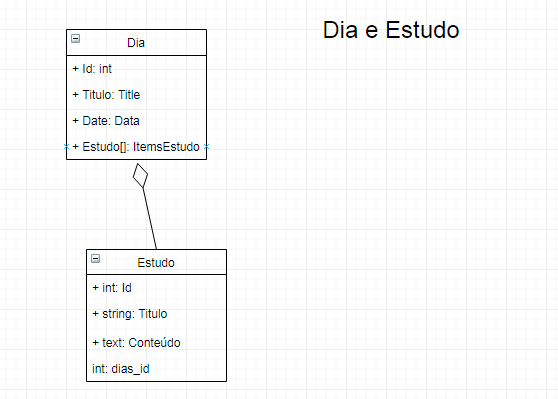 Dia e Estudo
Dia
+ Id: int
+ Titulo: Title
+ Date: Data
+ Estudo[]: ItemsEstudo
Estudo
+ int: Id
+ string: Titulo
+ text: Conteúdo
int: dias_id